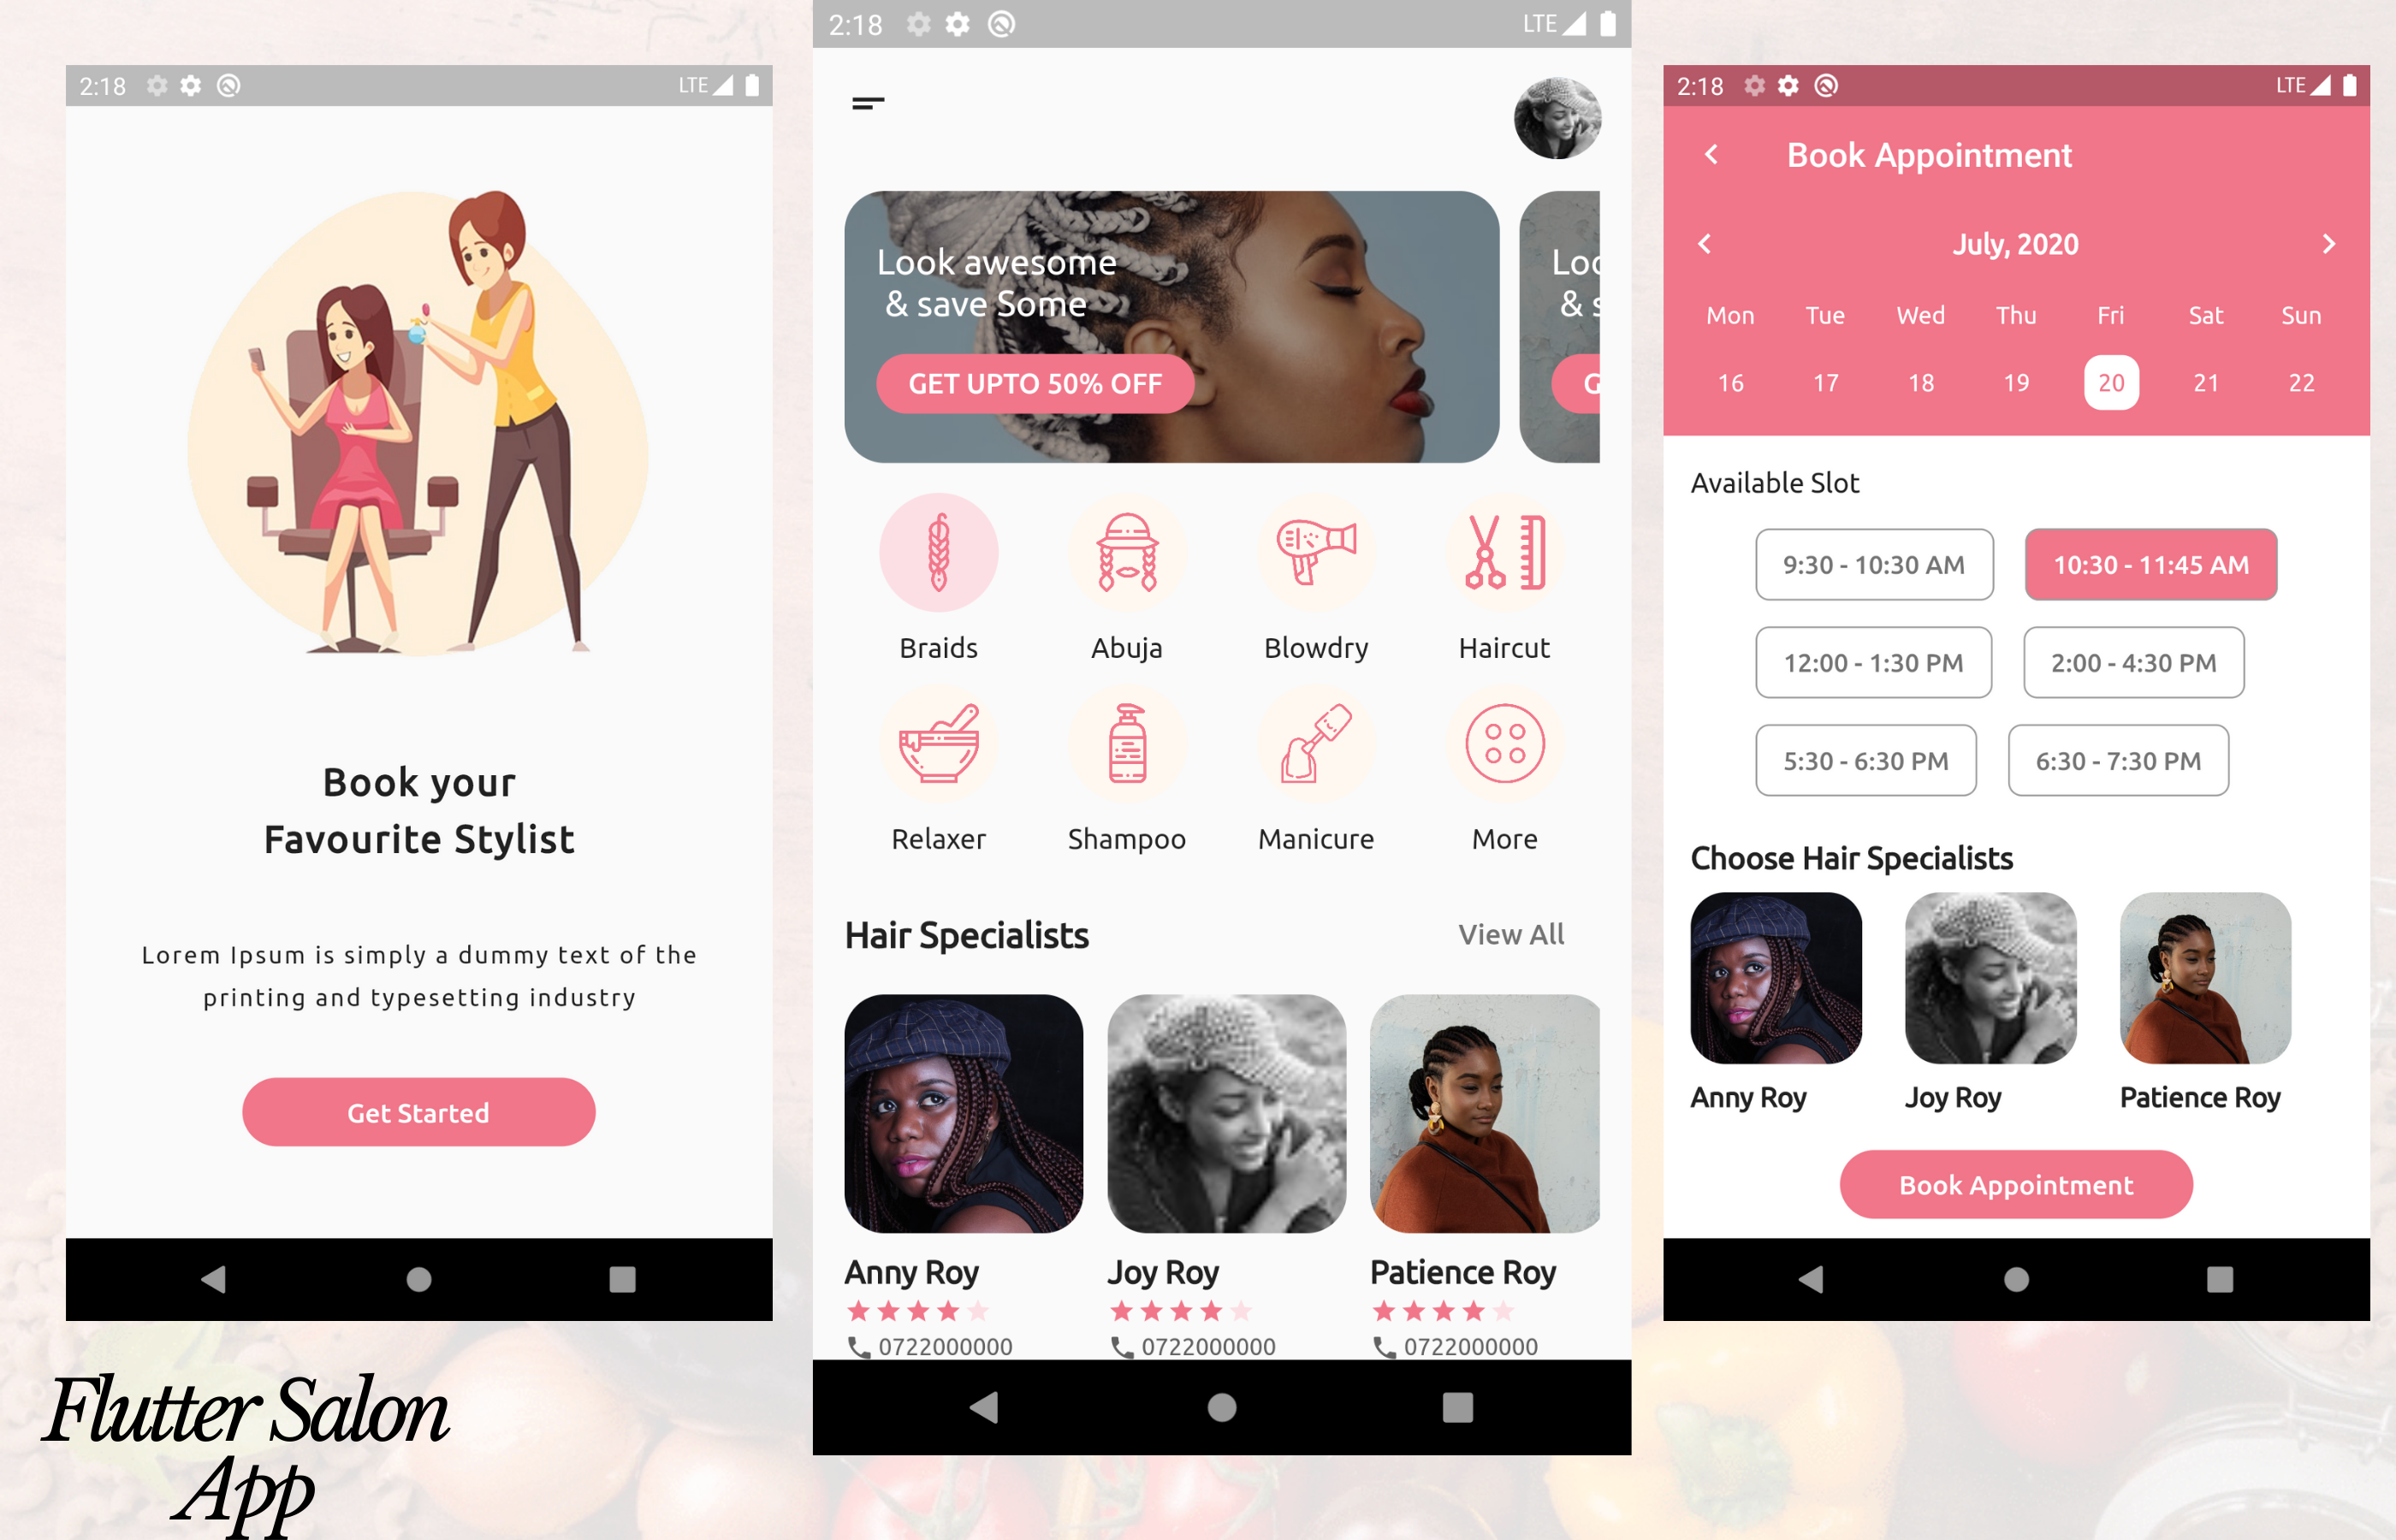 2:18 LTE
Book your
Favourite Stylist
Lorem Ipsum is simply a dummy text of the
printing and typesetting industry
Get Started
Flutter Salon
App
2:18 LTE
Look awesome
& save Some
GET UPTO 50% OFF
Loo
& s
G
Braids Abuja Blowdry Haircut
Relaxer Shampoo Manicure More
Hair Specialists View All
Anny Roy Joy Roy Patience Roy
0722000000 0722000000 0722000000
2:18 LTE
Book Appointment
July, 2020
Mon Tue Wed Thu Fri Sat Sun
16 17 18 19 20 21 22
Available Slot
9:30 - 10:30 AM 10:30 - 11:45 AM
12:00 - 1:30 PM 2:00 - 4:30 PM
5:30 - 6:30 PM 6:30 - 7:30 PM
Choose Hair Specialists
Anny Roy Joy Roy Patience Roy
Book Appointment